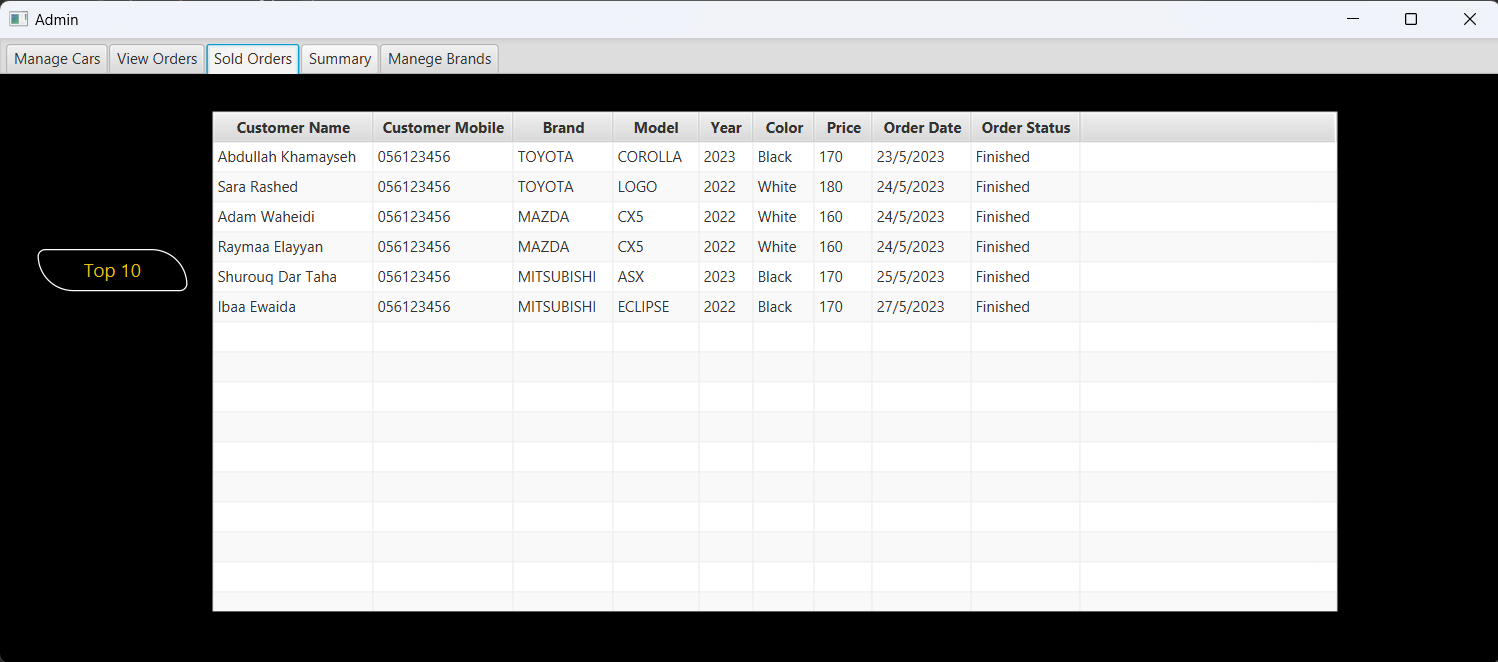 Admin
Manage Cars View Orders Sold Orders Summary Manege Brands
Customer Name Customer Mobile Brand Model Year Color Price Order Date Order Status
Abdullah Khamayseh 056123456 TOYOTA COROLLA 2023 Black 170 23/5/2023 Finished
Sara Rashed 056123456 TOYOTA LOGO 2022 White 180 24/5/2023 Finished
Adam Waheidi 056123456 MAZDA CX5 2022 White 160 24/5/2023 Finished
Raymaa Elayyan 056123456 MAZDA CX5 2022 White 160 24/5/2023 Finished
Top 10
Shurouq Dar Taha 056123456 MITSUBISHI ASX 2023 Black 170 25/5/2023 Finished
Ibaa Ewaida 056123456 MITSUBISHI ECLIPSE 2022 Black 170 27/5/2023 Finished